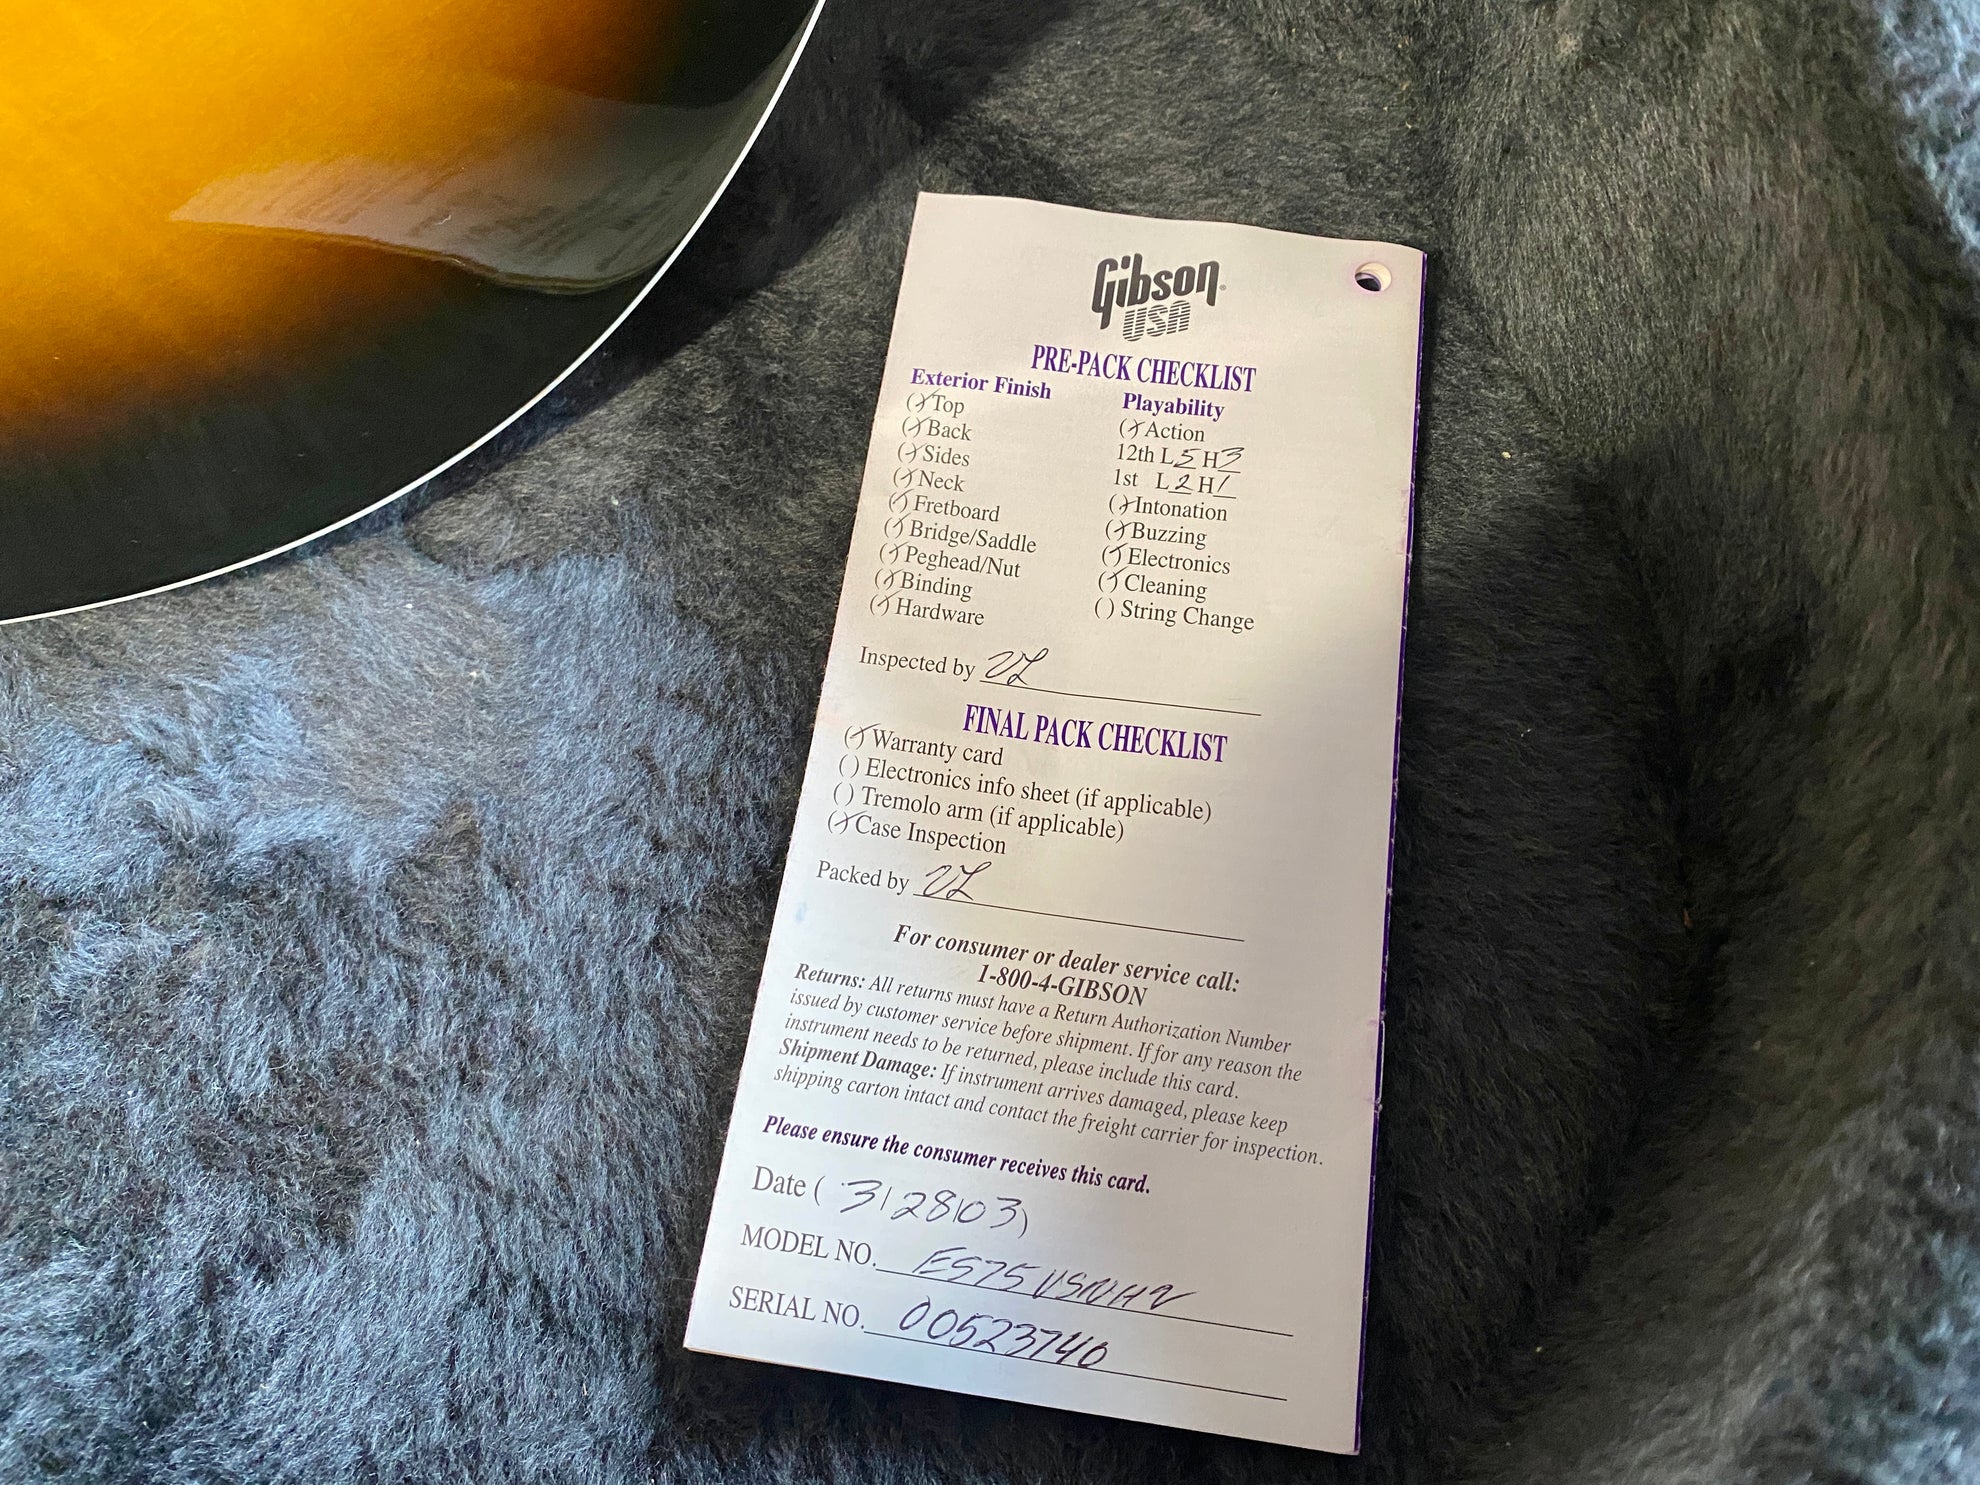 Gibson®
USA
PRE-PACK CHECKLIST
Exterior Finish
(✓) Top
(✓) Back
(✓) Sides
(✓) Neck
(✓) Fretboard
(✓) Bridge/Saddle
(✓) Peghead/Nut
(✓) Binding
(✓) Hardware
Playability
(✓) Action
12th L 5 H 3
1st L 2 H 1
(✓) Intonation
(✓) Buzzing
(✓) Electronics
(✓) Cleaning
( ) String Change
Inspected by VL
FINAL PACK CHECKLIST
(✓) Warranty card
( ) Electronics info sheet (if applicable)
( ) Tremolo arm (if applicable)
(✓) Case Inspection
Packed by VL
For consumer or dealer service call:
1-800-4-GIBSON
Returns: All returns must have a Return Authorization Number
issued by customer service before shipment. If for any reason the
instrument needs to be returned, please include this card.
Shipment Damage: If instrument arrives damaged, please keep
shipping carton intact and contact the freight carrier for inspection.
Please ensure the consumer receives this card.
Date ( 3/28/03)
MODEL NO. ES75VSNH2
SERIAL NO. 00523740